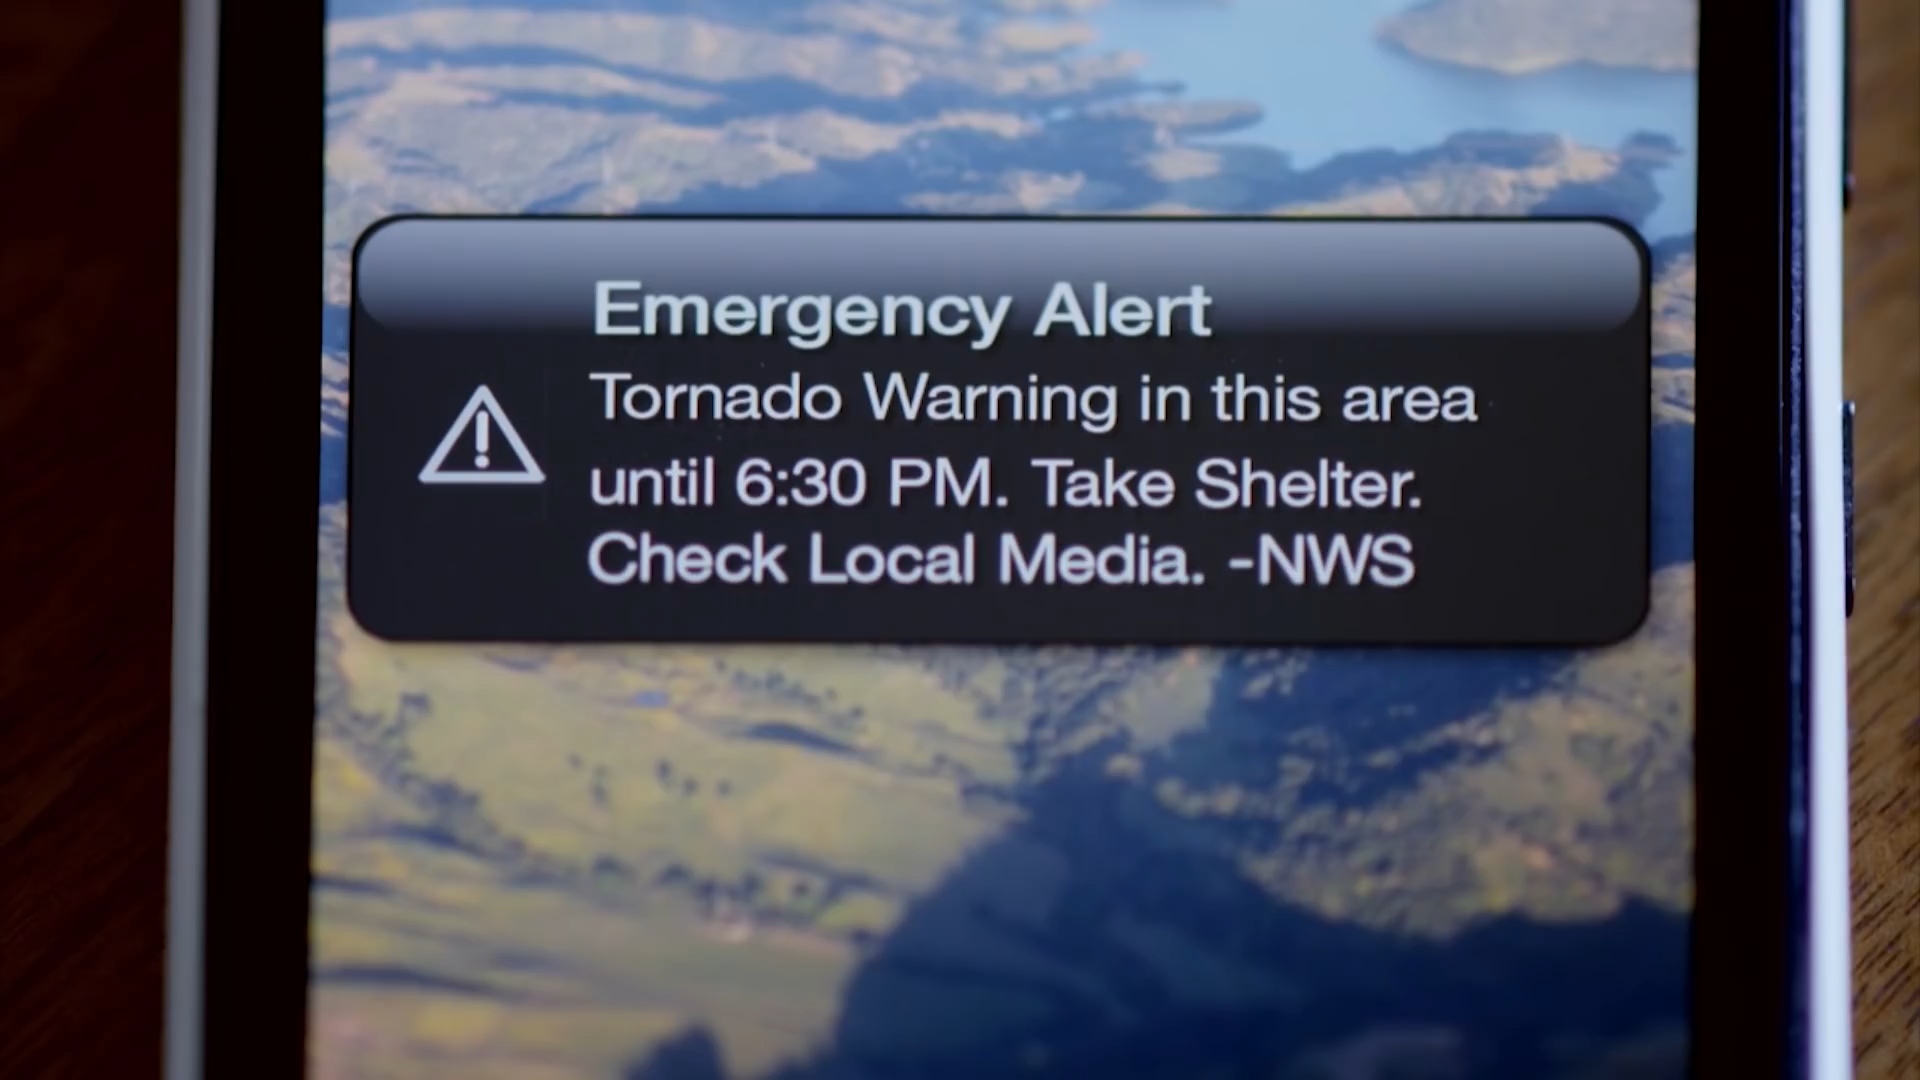 Emergency Alert
Tornado Warning in this area
until 6:30 PM. Take Shelter.
Check Local Media. -NWS